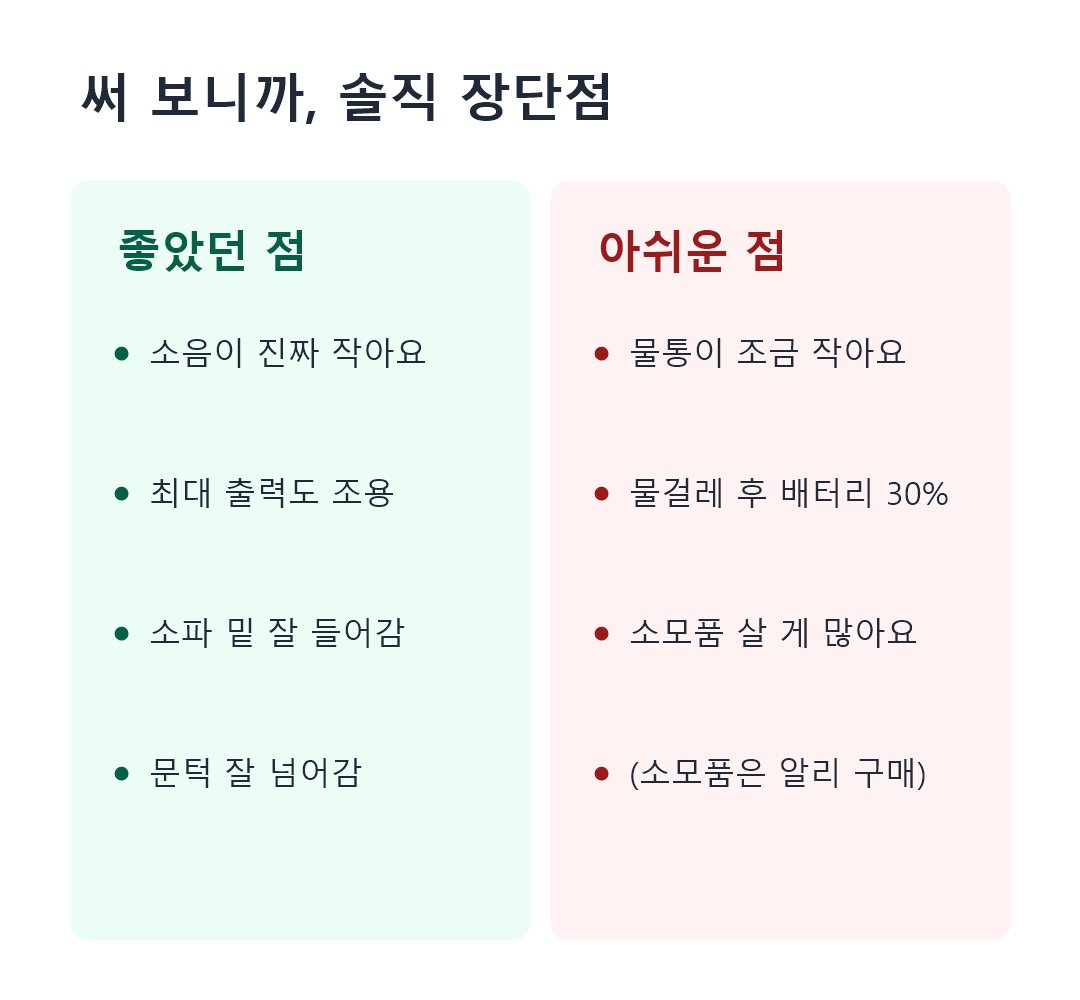 써 보니까, 솔직 장단점
좋았던 점
소음이 진짜 작아요
최대 출력도 조용
소파 밑 잘 들어감
문턱 잘 넘어감
아쉬운 점
물통이 조금 작아요
물걸레 후 배터리 30%
소모품 살 게 많아요
(소모품은 알리 구매)